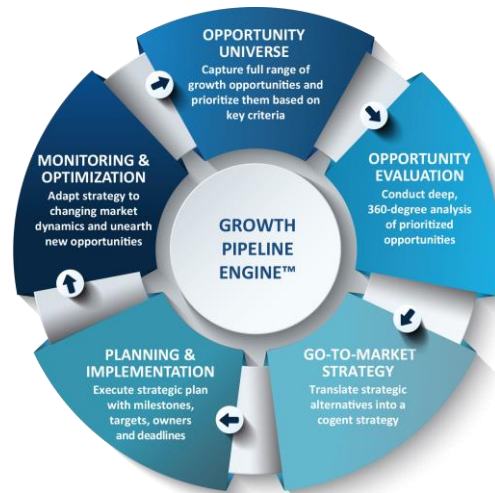 OPPORTUNITY
UNIVERSE
Capture full range of
growth opportunities and
prioritize them based on
key criteria
OPPORTUNITY
EVALUATION
Conduct deep,
360-degree analysis
of prioritized
opportunities
GO-TO-MARKET
STRATEGY
Translate strategic
alternatives into a
cogent strategy
PLANNING &
IMPLEMENTATION
Execute strategic plan
with milestones,
targets, owners
and deadlines
MONITORING &
OPTIMIZATION
Adapt strategy to
changing market
dynamics and unearth
new opportunities
GROWTH
PIPELINE
ENGINE™